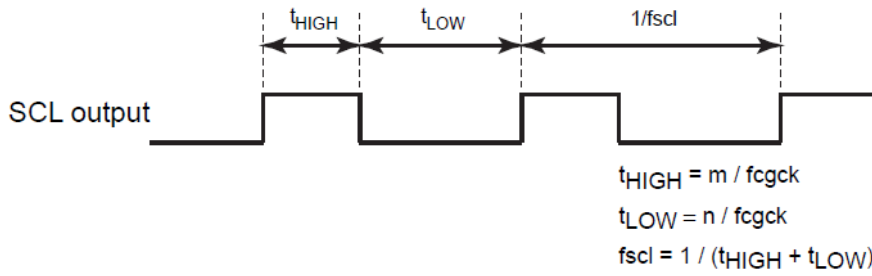 tHIGH tLOW 1/fscl
SCL output
tHIGH = m / fcgck
tLOW = n / fcgck
fscl = 1 / (tHIGH + tLOW)